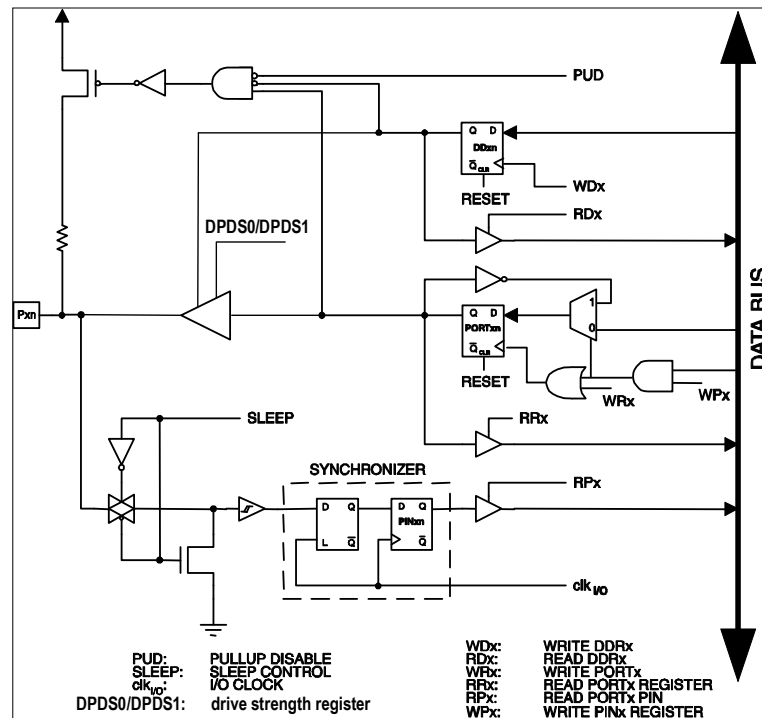 PUD
Q D
DDxn
Q CLR
WDx
RESET
RDx
DPDS0/DPDS1
Pxn
1
Q D
PORTxn
0
Q CLR
RESET
WRx
WPx
DATA BUS
SLEEP
RRx
SYNCHRONIZER
RPx
D Q
D Q
PINxn
L Q
Q
clk I/O
PUD: PULLUP DISABLE
SLEEP: SLEEP CONTROL
clk I/O: I/O CLOCK
DPDS0/DPDS1: drive strength register
WDx: WRITE DDRx
RDx: READ DDRx
WRx: WRITE PORTx
RRx: READ PORTx REGISTER
RPx: READ PORTx PIN
WPx: WRITE PINx REGISTER